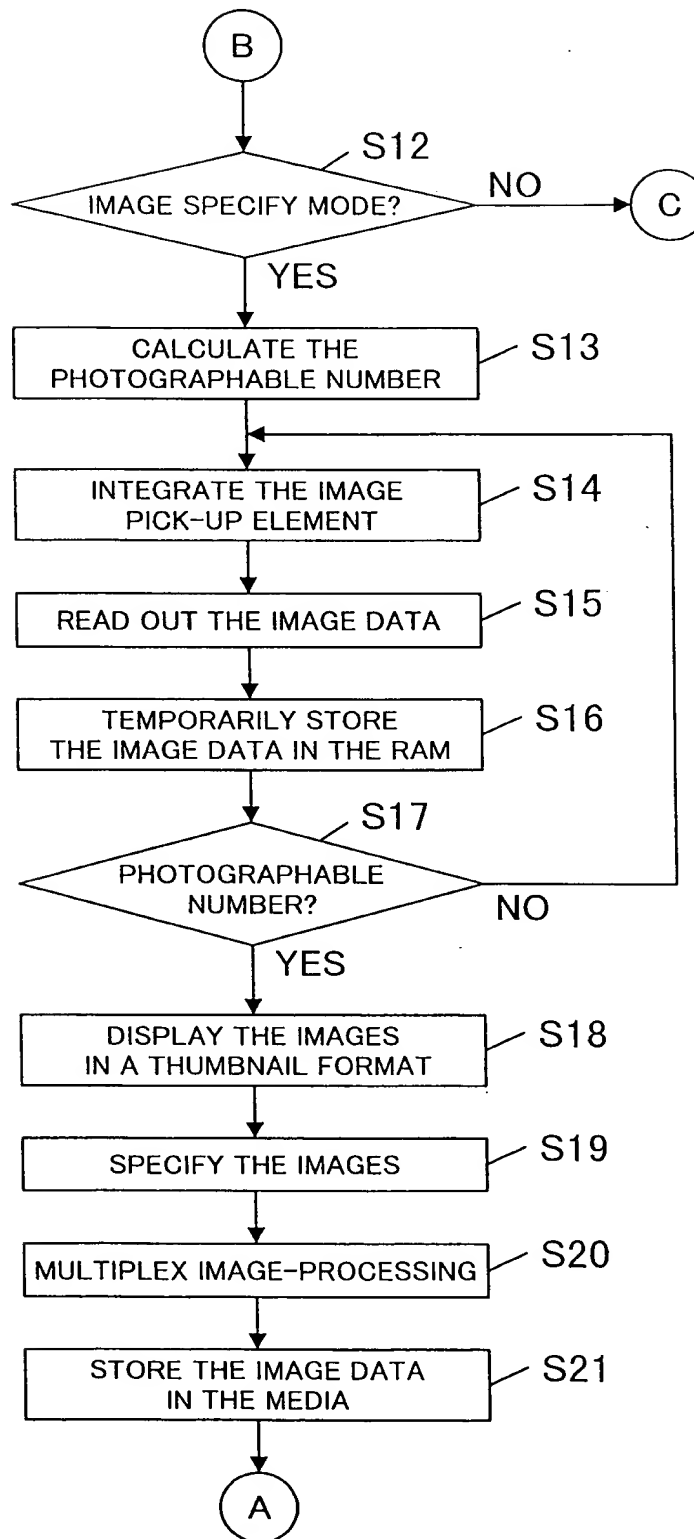 B
S12
IMAGE SPECIFY MODE?
NO
C
YES
CALCULATE THE
PHOTOGRAPHABLE NUMBER
S13
INTEGRATE THE IMAGE
PICK-UP ELEMENT
S14
READ OUT THE IMAGE DATA
S15
TEMPORARILY STORE
THE IMAGE DATA IN THE RAM
S16
S17
PHOTOGRAPHABLE
NUMBER?
NO
YES
DISPLAY THE IMAGES
IN A THUMBNAIL FORMAT
S18
SPECIFY THE IMAGES
S19
MULTIPLEX IMAGE-PROCESSING
S20
STORE THE IMAGE DATA
IN THE MEDIA
S21
A